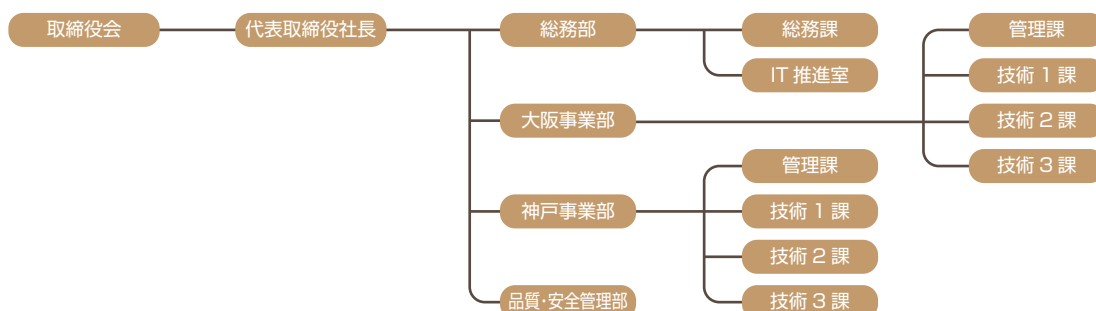 取締役会
代表取締役社長
総務部
総務課
IT推進室
大阪事業部
管理課
技術1課
技術2課
技術3課
神戸事業部
管理課
技術1課
技術2課
技術3課
品質・安全管理部